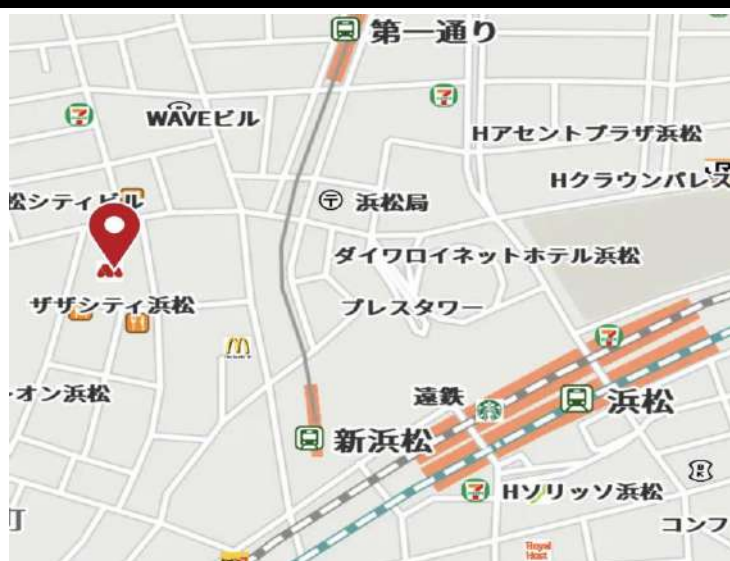 第一通り
WAVEビル
Hアセントプラザ浜松
Hクラウンパレス
JR
松シティビル
浜松局
ダイワロイネットホテル浜松
ザザシティ浜松
プレスタワー
オン浜松
遠鉄
浜松
新浜松
Hソリッソ浜松
町
コンフ
Royal
Host